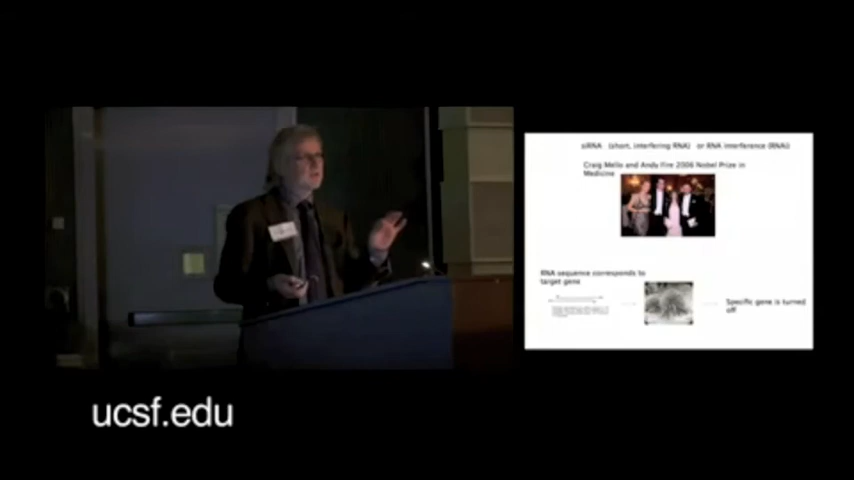 siRNA (short, interfering RNA) or RNA interference (RNAi)
Craig Mello and Andy Fire 2006 Nobel Prize in
Medicine
RNA sequence corresponds to
target gene
Specific gene is turned
off
ucsf.edu